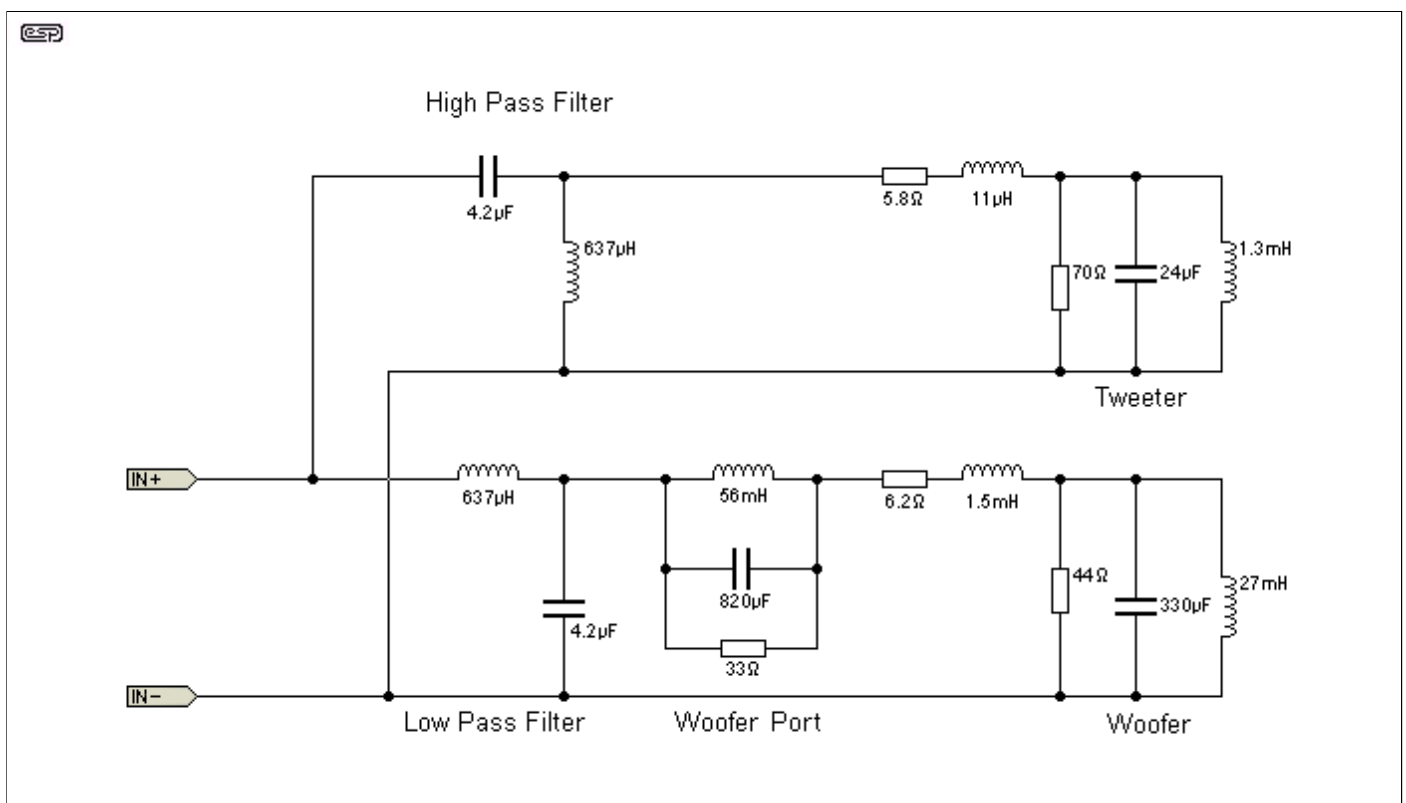 esp
High Pass Filter
4.2µF
5.8Ω
11µH
637µH
70Ω
24µF
1.3mH
Tweeter
IN+
637µH
56mH
6.2Ω
1.5mH
820µF
44Ω
330µF
27mH
4.2µF
33Ω
IN−
Low Pass Filter
Woofer Port
Woofer